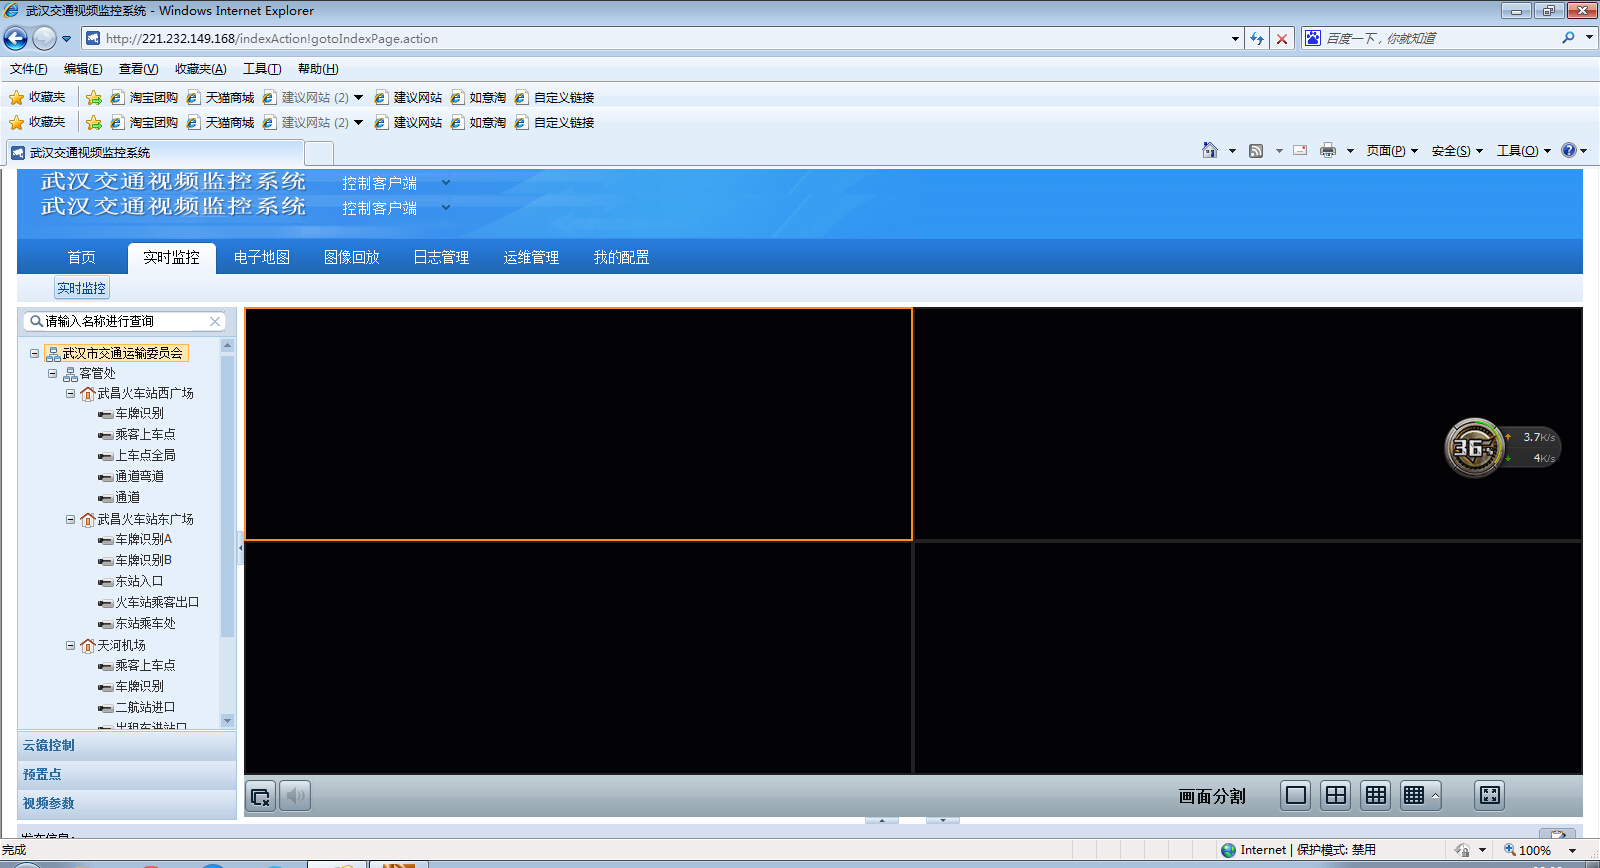 武汉交通视频监控系统 - Windows Internet Explorer
http://221.232.149.168/indexAction!gotoIndexPage.action
百度一下，你就知道
文件(F) 编辑(E) 查看(V) 收藏夹(A) 工具(T) 帮助(H)
收藏夹 淘宝团购 天猫商城 建议网站 (2) 建议网站 如意淘 自定义链接
收藏夹 淘宝团购 天猫商城 建议网站 (2) 建议网站 如意淘 自定义链接
武汉交通视频监控系统
页面(P) 安全(S) 工具(O)
武汉交通视频监控系统 控制客户端
武汉交通视频监控系统 控制客户端
首页 实时监控 电子地图 图像回放 日志管理 运维管理 我的配置
实时监控
请输入名称进行查询
武汉市交通运输委员会
客管处
武昌火车站西广场
车牌识别
乘客上车点
上车点全局
通道弯道
通道
武昌火车站东广场
车牌识别A
车牌识别B
东站入口
火车站乘客出口
东站乘车处
天河机场
乘客上车点
车牌识别
二航站进口
出租车进站口
云镜控制
预置点
视频参数
36%
3.7K/s
4K/s
画面分割
发布信息:
完成
Internet | 保护模式: 禁用
100%